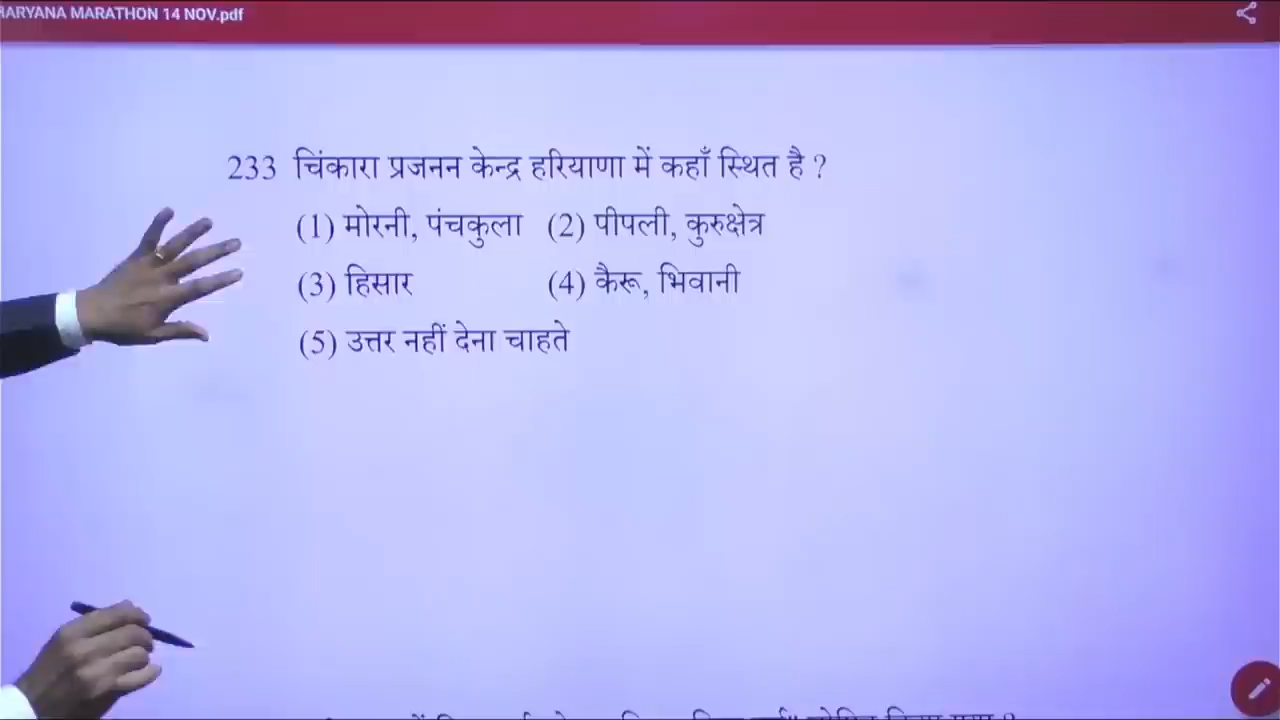 HARYANA MARATHON 14 NOV.pdf
233 चिंकारा प्रजनन केन्द्र हरियाणा में कहाँ स्थित है ?
(1) मोरनी, पंचकुला (2) पीपली, कुरुक्षेत्र
(3) हिसार (4) कैरू, भिवानी
(5) उत्तर नहीं देना चाहते